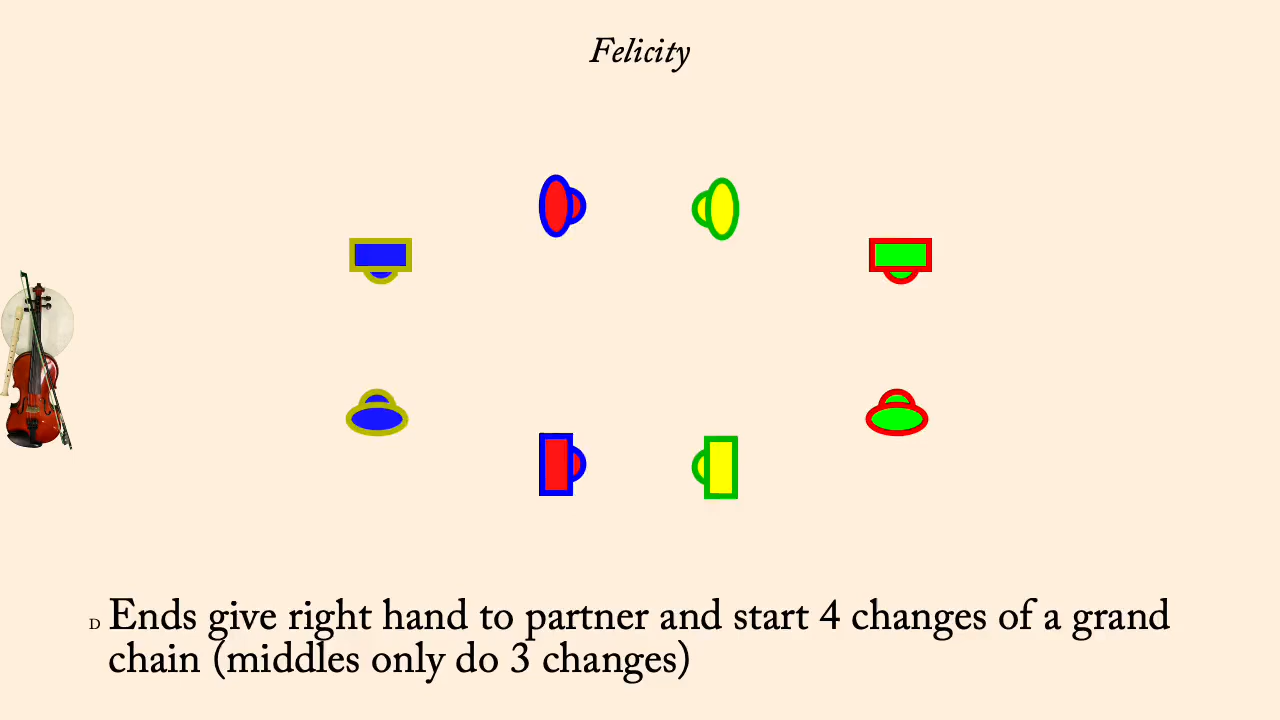 Felicity
D Ends give right hand to partner and start 4 changes of a grand
chain (middles only do 3 changes)